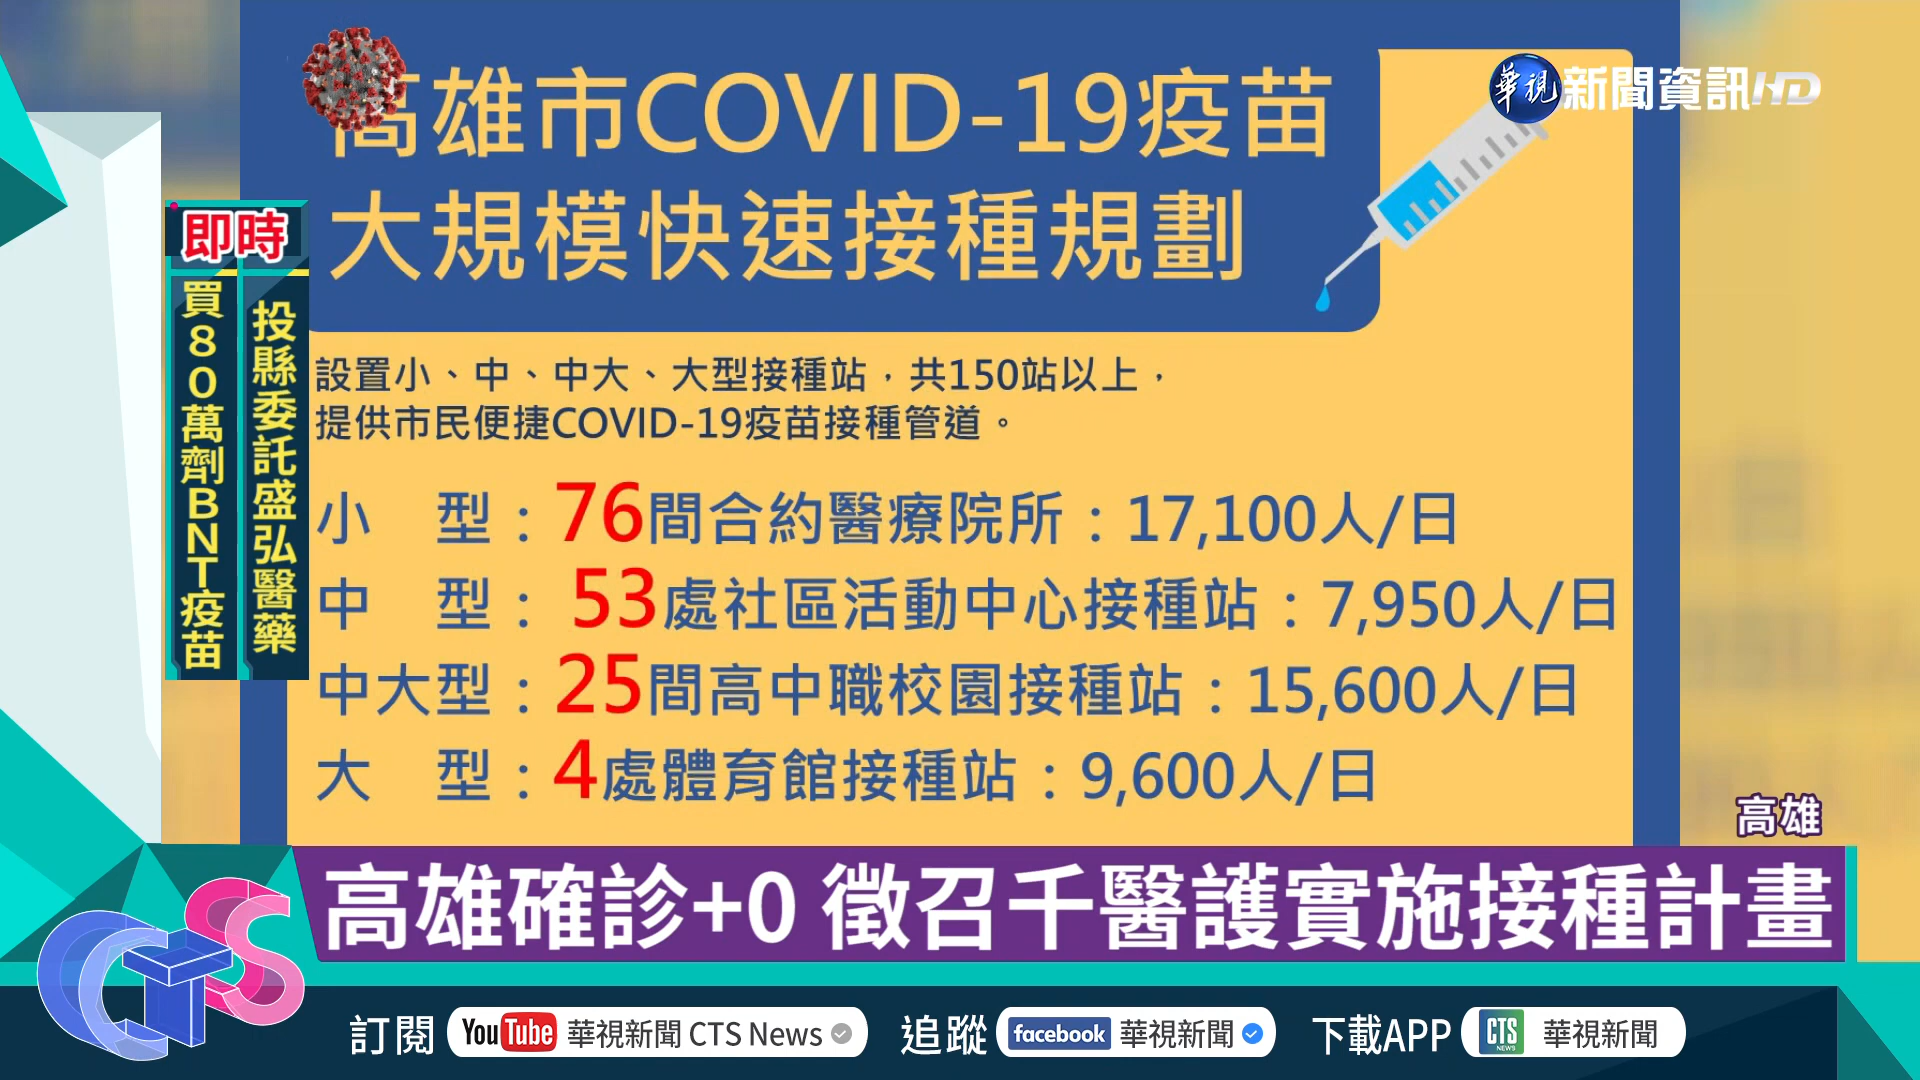 高雄市COVID-19疫苗
大規模快速接種規劃
華視 新聞資訊HD
即時
投縣委託盛弘醫藥
買80萬劑BNT疫苗
設置小、中、中大、大型接種站，共150站以上，
提供市民便捷COVID-19疫苗接種管道。
小 型：76間合約醫療院所：17,100人/日
中 型：53處社區活動中心接種站：7,950人/日
中大型：25間高中職校園接種站：15,600人/日
大 型：4處體育館接種站：9,600人/日
高雄
高雄確診+0 徵召千醫護實施接種計畫
CTS
訂閱 YouTube 華視新聞 CTS News 追蹤 facebook 華視新聞 下載APP CTS NEWS 華視新聞